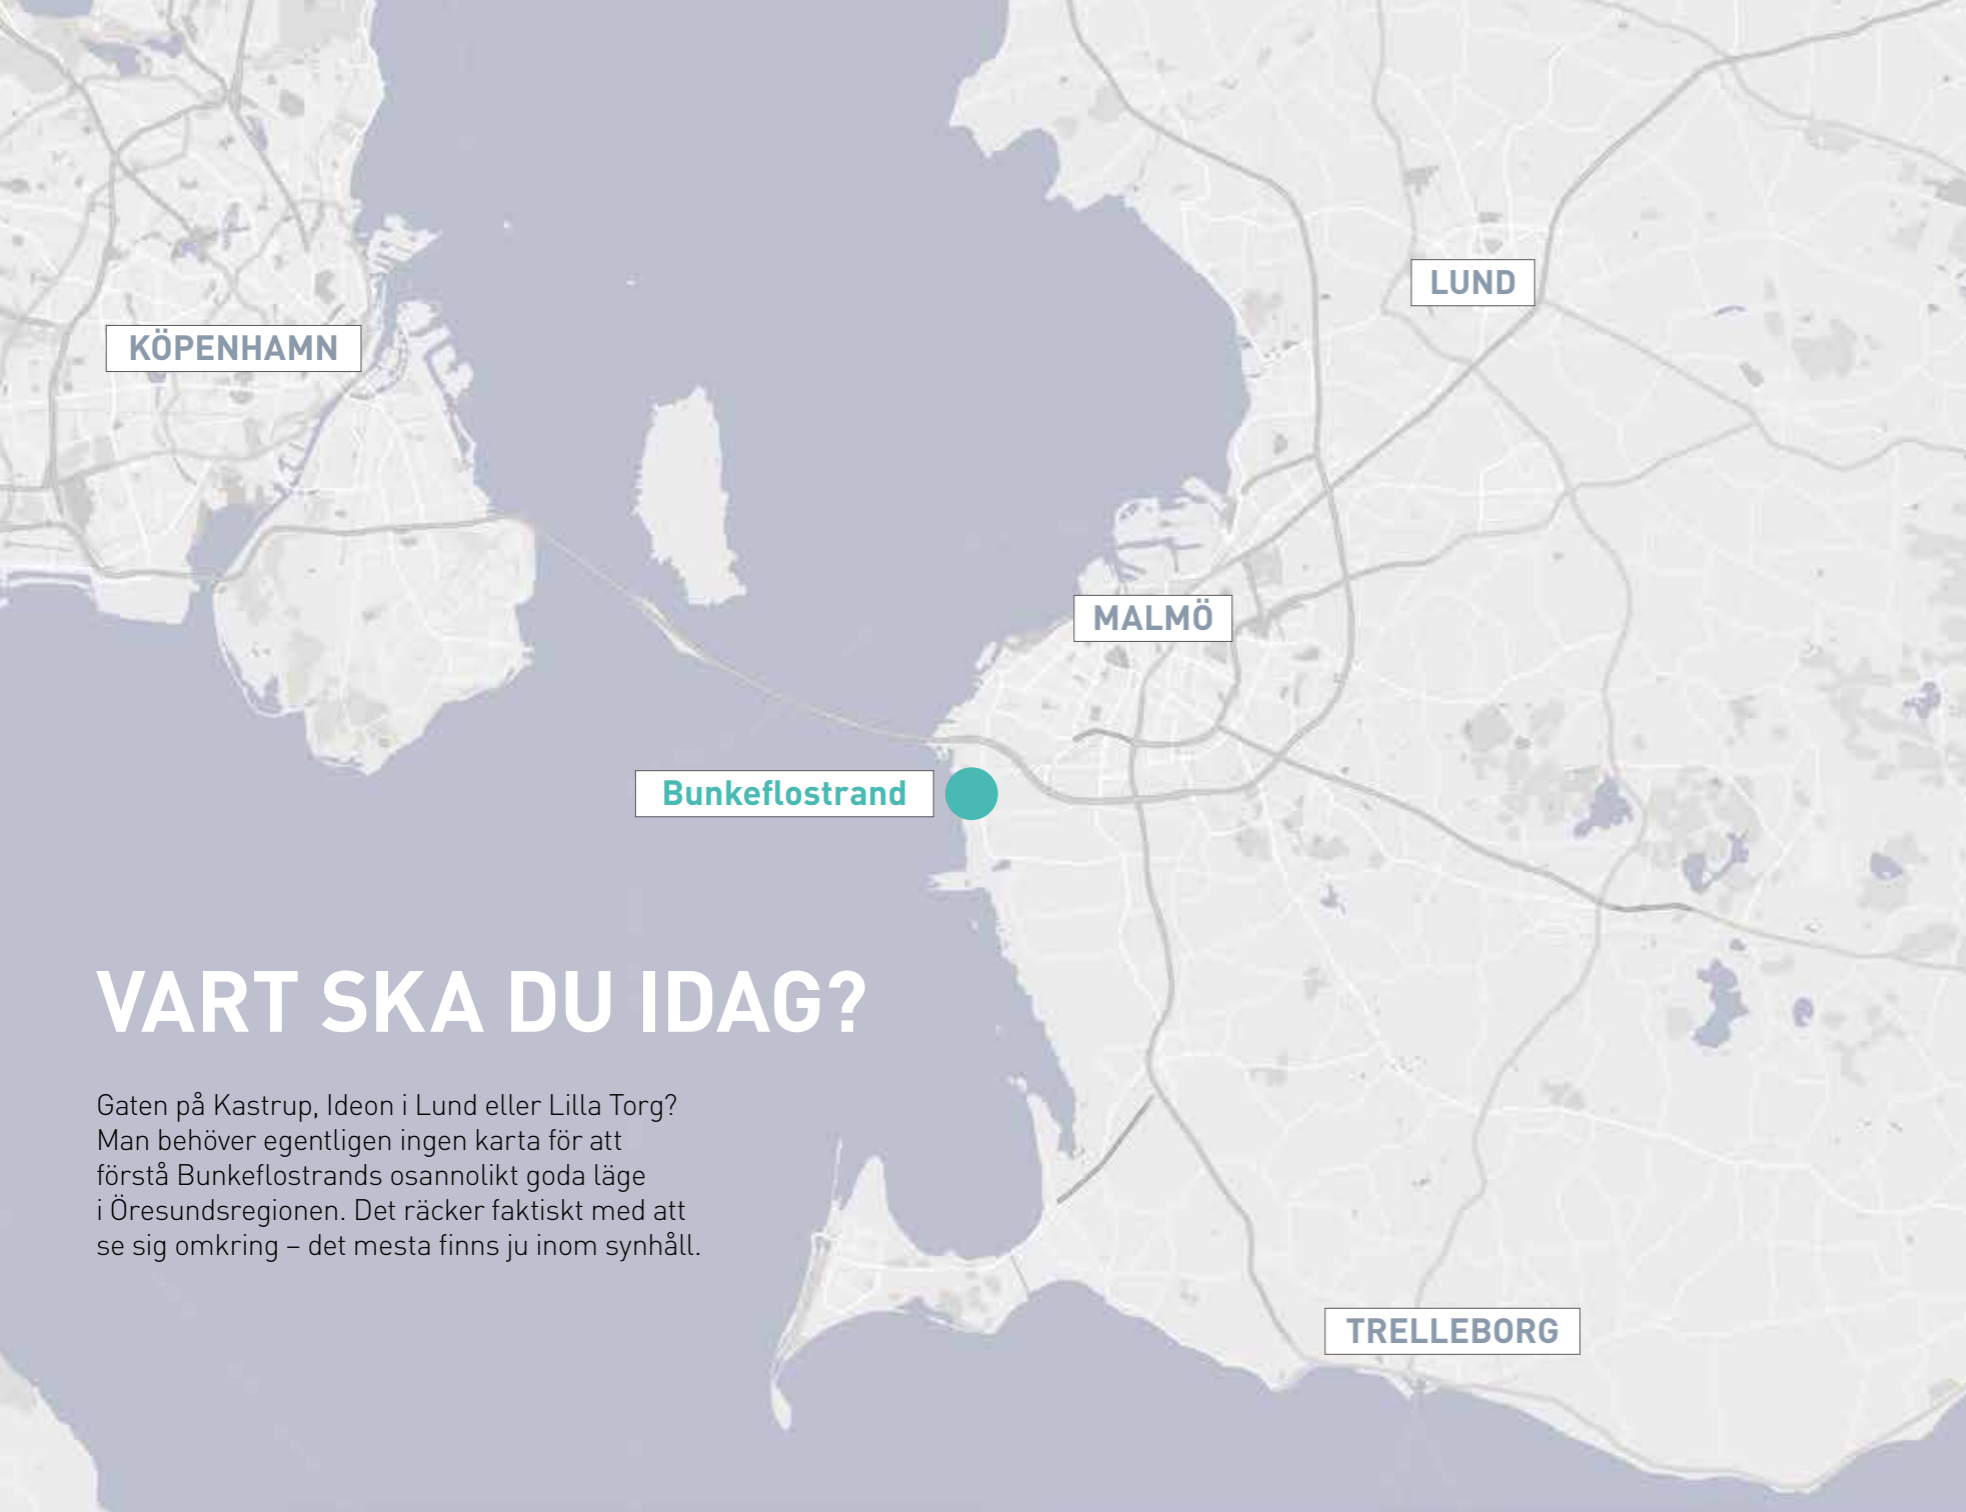 LUND
KÖPENHAMN
MALMÖ
Bunkeflostrand
VART SKA DU IDAG?
Gaten på Kastrup, Ideon i Lund eller Lilla Torg?
Man behöver egentligen ingen karta för att
förstå Bunkeflostrands osannolikt goda läge
i Öresundsregionen. Det räcker faktiskt med att
se sig omkring – det mesta finns ju inom synhåll.
TRELLEBORG